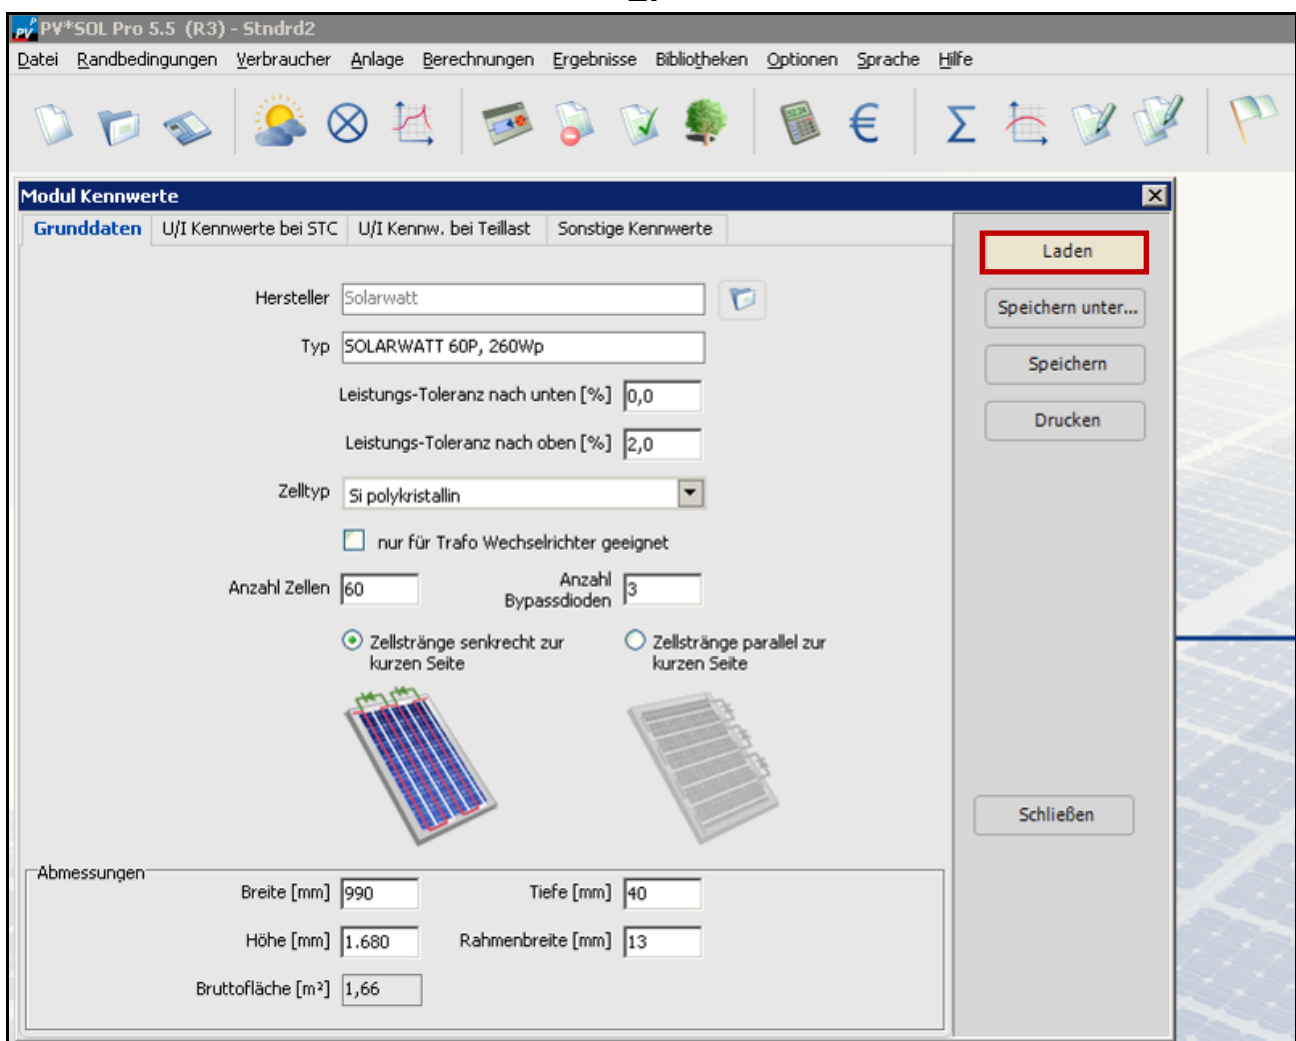 PV*SOL Pro 5.5 (R3) - Stndrd2
Datei Randbedingungen Verbraucher Anlage Berechnungen Ergebnisse Bibliotheken Optionen Sprache Hilfe
Modul Kennwerte
Grunddaten U/I Kennwerte bei STC U/I Kennw. bei Teillast Sonstige Kennwerte
Laden
Hersteller Solarwatt
Speichern unter...
Typ SOLARWATT 60P, 260Wp
Speichern
Leistungs-Toleranz nach unten [%] 0,0
Drucken
Leistungs-Toleranz nach oben [%] 2,0
Zelltyp Si polykristallin
nur für Trafo Wechselrichter geeignet
Anzahl Zellen 60 Anzahl
Bypassdioden 3
Zellstränge senkrecht zur
kurzen Seite
Zellstränge parallel zur
kurzen Seite
Schließen
Abmessungen
Breite [mm] 990 Tiefe [mm] 40
Höhe [mm] 1.680 Rahmenbreite [mm] 13
Bruttofläche [m²] 1,66